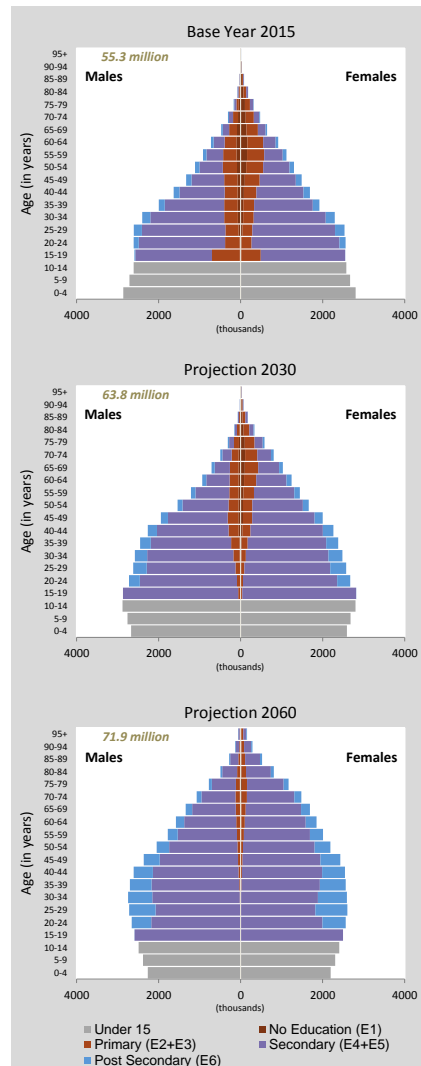 Base Year 2015
55.3 million
Males Females
Age (in years)
95+
90-94
85-89
80-84
75-79
70-74
65-69
60-64
55-59
50-54
45-49
40-44
35-39
30-34
25-29
20-24
15-19
10-14
5-9
0-4
4000 2000 0 2000 4000
(thousands)
Projection 2030
63.8 million
Males Females
Age (in years)
95+
90-94
85-89
80-84
75-79
70-74
65-69
60-64
55-59
50-54
45-49
40-44
35-39
30-34
25-29
20-24
15-19
10-14
5-9
0-4
4000 2000 0 2000 4000
(thousands)
Projection 2060
71.9 million
Males Females
Age (in years)
95+
90-94
85-89
80-84
75-79
70-74
65-69
60-64
55-59
50-54
45-49
40-44
35-39
30-34
25-29
20-24
15-19
10-14
5-9
0-4
4000 2000 0 2000 4000
(thousands)
Under 15 No Education (E1)
Primary (E2+E3) Secondary (E4+E5)
Post Secondary (E6)